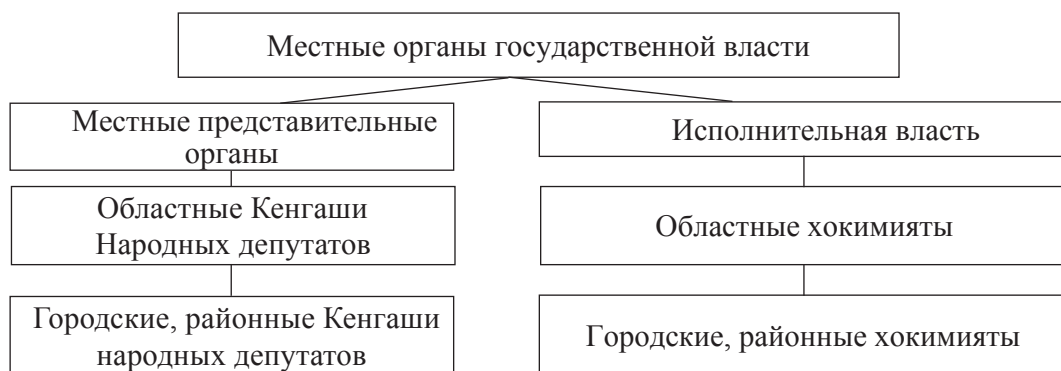 Местные органы государственной власти
Местные представительные
органы
Исполнительная власть
Областные Кенгаши
Народных депутатов
Областные хокимияты
Городские, районные Кенгаши
народных депутатов
Городские, районные хокимияты